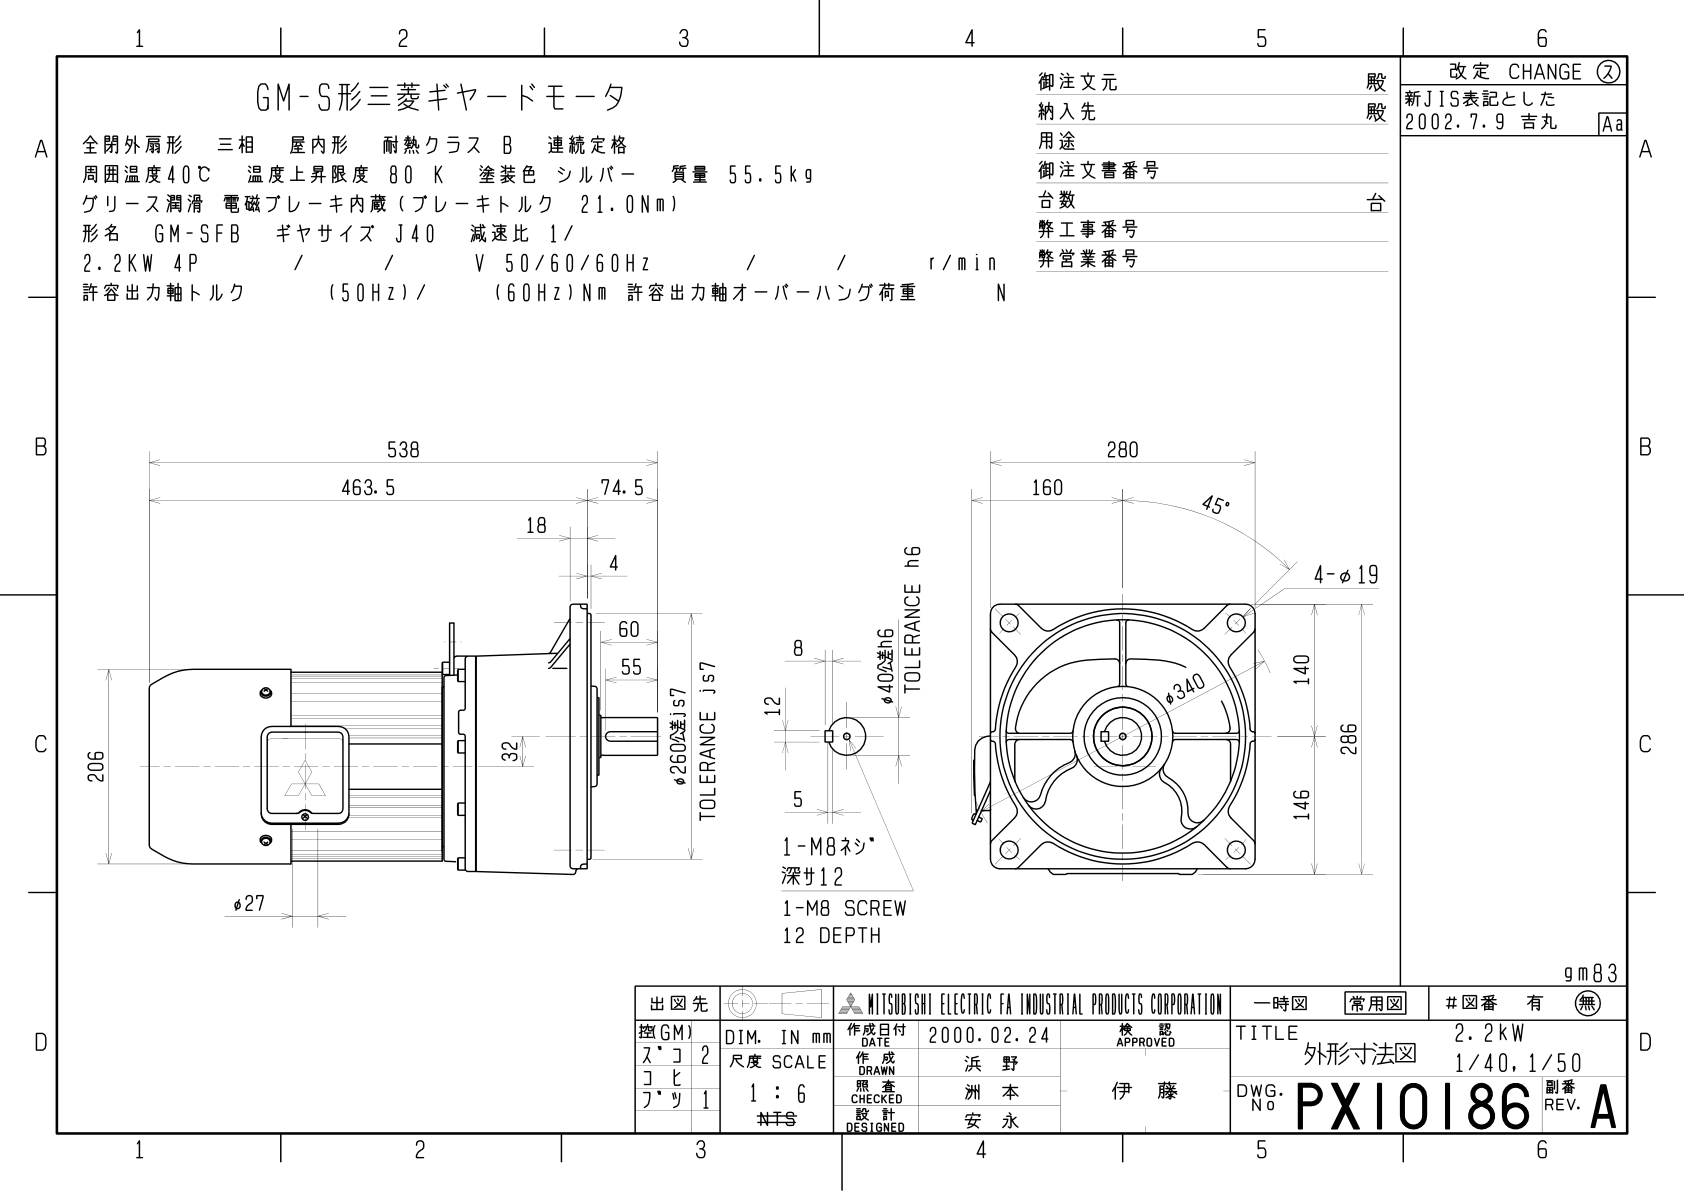 1 2 3 4 5 6
改定 CHANGE ス
新JIS表記とした
2002.7.9 吉丸 Aa
GM-S形三菱ギヤードモータ
全閉外扇形 三相 屋内形 耐熱クラス B 連続定格
周囲温度40℃ 温度上昇限度 80 K 塗装色 シルバー 質量 55.5kg
グリース潤滑 電磁ブレーキ内蔵(ブレーキトルク 21.0Nm)
形名 GM-SFB ギヤサイズ J40 減速比 1/
2.2KW 4P / / V 50/60/60Hz / / r/min
許容出力軸トルク (50Hz)/ (60Hz)Nm 許容出力軸オーバーハング荷重 N
御注文元 殿
納入先 殿
用途
御注文書番号
台数 台
弊工事番号
弊営業番号
A A
B B
C C
D D
538
463.5 74.5
18
4
60
55
32
206
φ27
φ260公差js7
TOLERANCE js7
8
12
5
φ40公差h6
TOLERANCE h6
1-M8ネジ
深サ12
1-M8 SCREW
12 DEPTH
280
160
45°
4-φ19
φ340
140
286
146
gm83
出図先
控(GM)
ズコ 2
コヒ
ブツ 1
DIM. IN mm
尺度 SCALE
1 : 6
NTS
MITSUBISHI ELECTRIC FA INDUSTRIAL PRODUCTS CORPORATION
作成日付 DATE 2000.02.24
作成 DRAWN 浜野
照査 CHECKED 洲本
設計 DESIGNED 安永
検認 APPROVED
伊藤
一時図 常用図 #図番 有 無
TITLE
外形寸法図
2.2kW
1/40,1/50
DWG. No PX10186
副番 REV. A
1 2 3 4 5 6